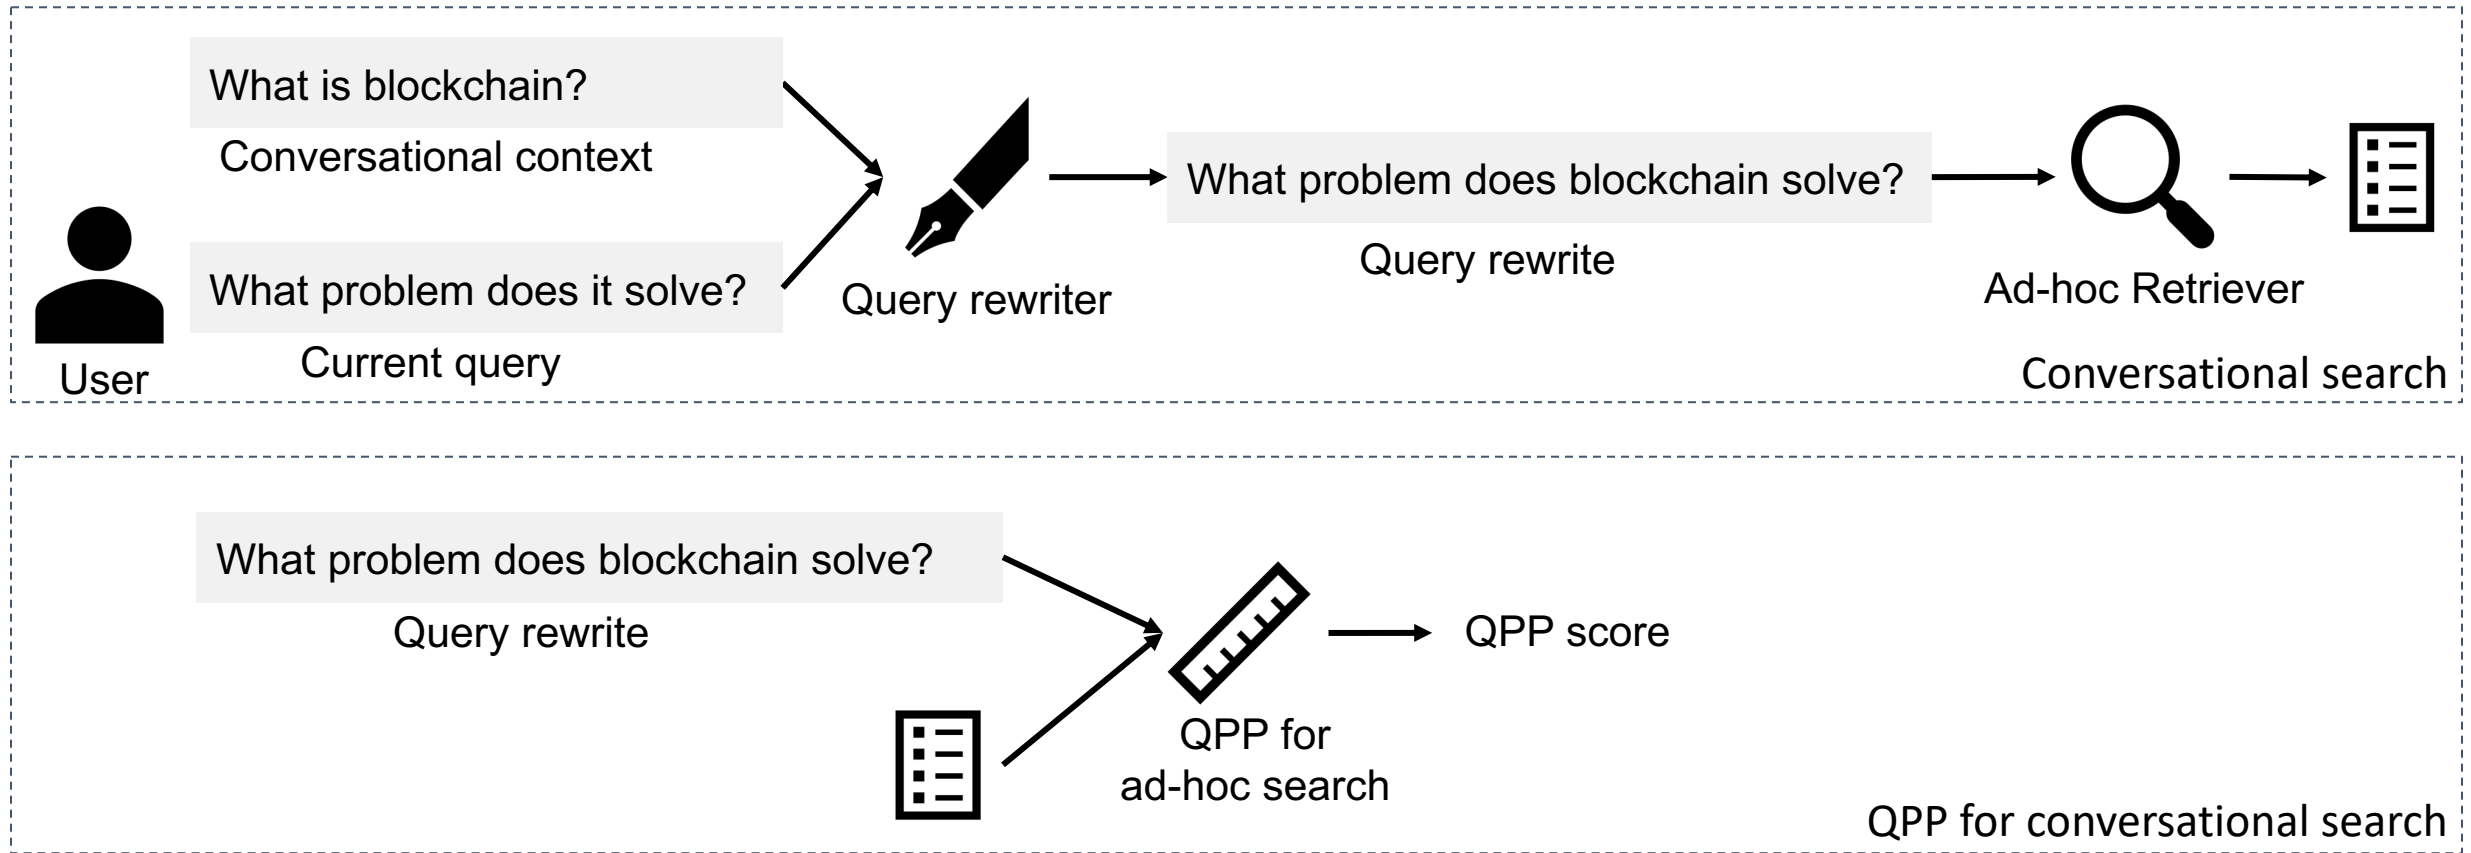 What is blockchain?
Conversational context
What problem does it solve?
Current query
User
Query rewriter
What problem does blockchain solve?
Query rewrite
Ad-hoc Retriever
Conversational search
What problem does blockchain solve?
Query rewrite
QPP for
ad-hoc search
QPP score
QPP for conversational search